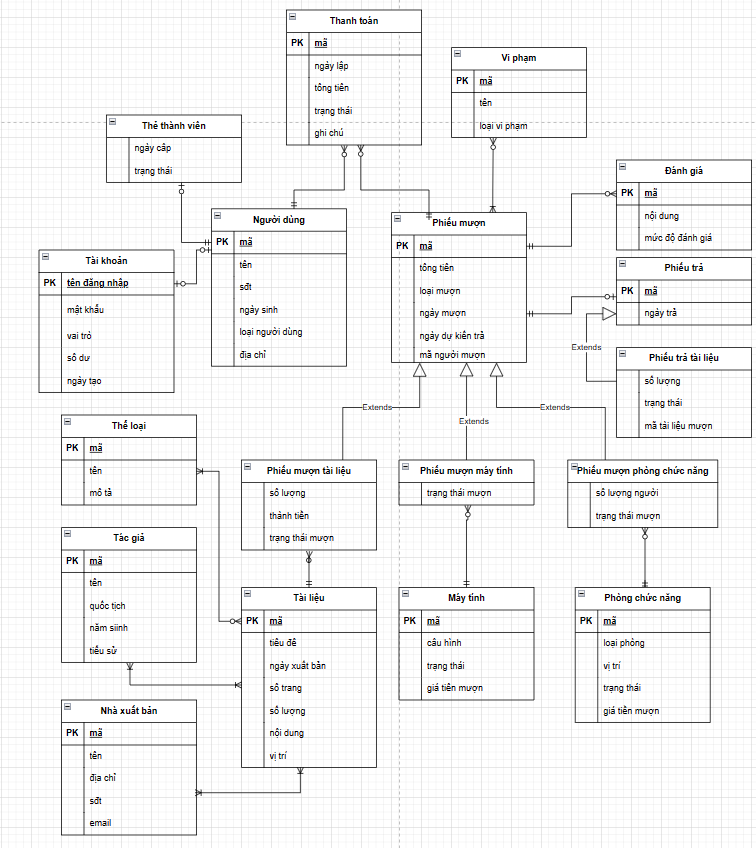 Thanh toán
PK mã
ngày lập
tổng tiền
trạng thái
ghi chú
Vi phạm
PK mã
tên
loại vi phạm
Thẻ thành viên
ngày cấp
trạng thái
Đánh giá
PK mã
nội dung
mức độ đánh giá
Người dùng
PK mã
tên
sđt
ngày sinh
loại người dùng
địa chỉ
Phiếu mượn
PK mã
tổng tiền
loại mượn
ngày mượn
ngày dự kiến trả
mã người mượn
Tài khoản
PK tên đăng nhập
mật khẩu
vai trò
số dư
ngày tạo
Phiếu trả
PK mã
ngày trả
Extends
Phiếu trả tài liệu
số lượng
trạng thái
mã tài liệu mượn
Extends
Extends
Extends
Thể loại
PK mã
tên
mô tả
Phiếu mượn tài liệu
số lượng
thành tiền
trạng thái mượn
Phiếu mượn máy tính
trạng thái mượn
Phiếu mượn phòng chức năng
số lượng người
trạng thái mượn
Tác giả
PK mã
tên
quốc tịch
năm siinh
tiểu sử
Tài liệu
PK mã
tiêu đề
ngày xuất bản
số trang
số lượng
nội dung
vị trí
Máy tính
PK mã
cấu hình
trạng thái
giá tiền mượn
Phòng chức năng
PK mã
loại phòng
vị trí
trạng thái
giá tiền mượn
Nhà xuất bản
PK mã
tên
địa chỉ
sđt
email